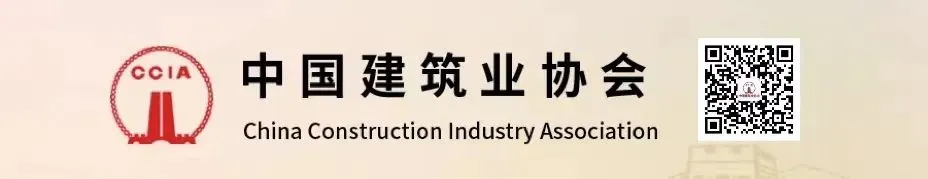 CCIA
中国建筑业协会
China Construction Industry Association